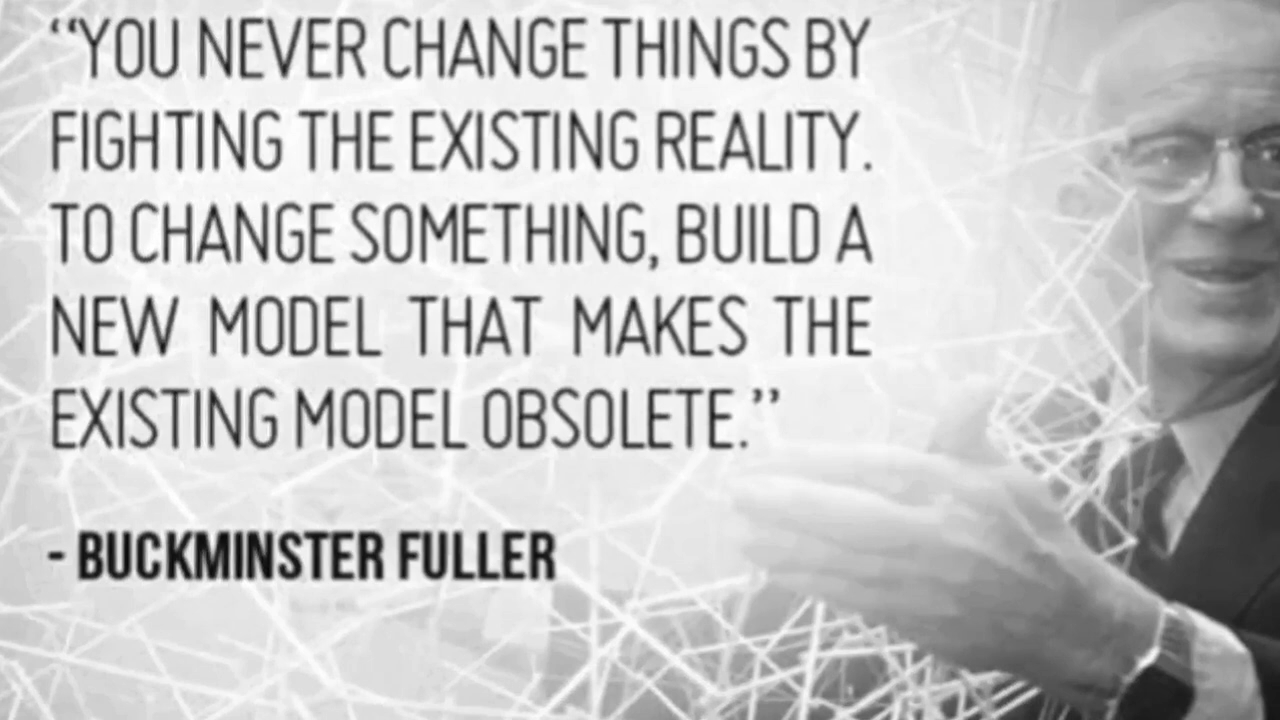 “YOU NEVER CHANGE THINGS BY
FIGHTING THE EXISTING REALITY.
TO CHANGE SOMETHING, BUILD A
NEW MODEL THAT MAKES THE
EXISTING MODEL OBSOLETE.”
- BUCKMINSTER FULLER